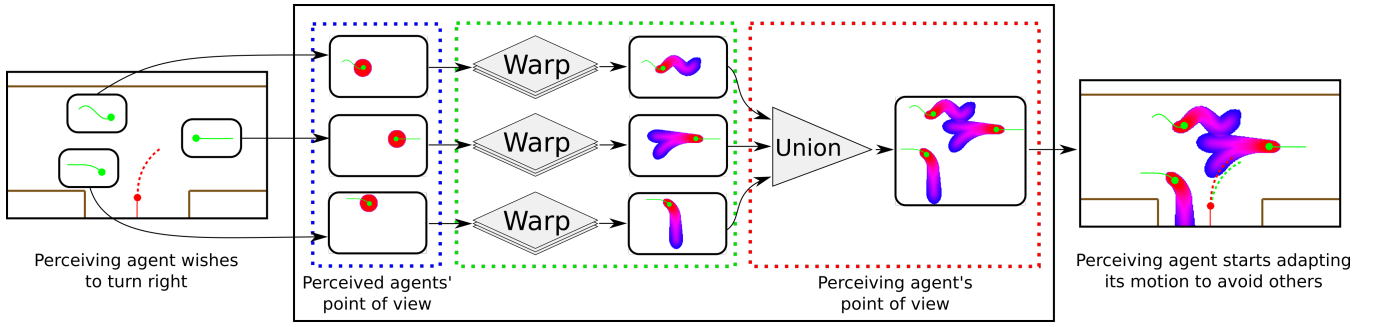 Perceiving agent wishes
to turn right
Perceived agents'
point of view
Warp
Warp
Warp
Union
Perceiving agent's
point of view
Perceiving agent starts adapting
its motion to avoid others